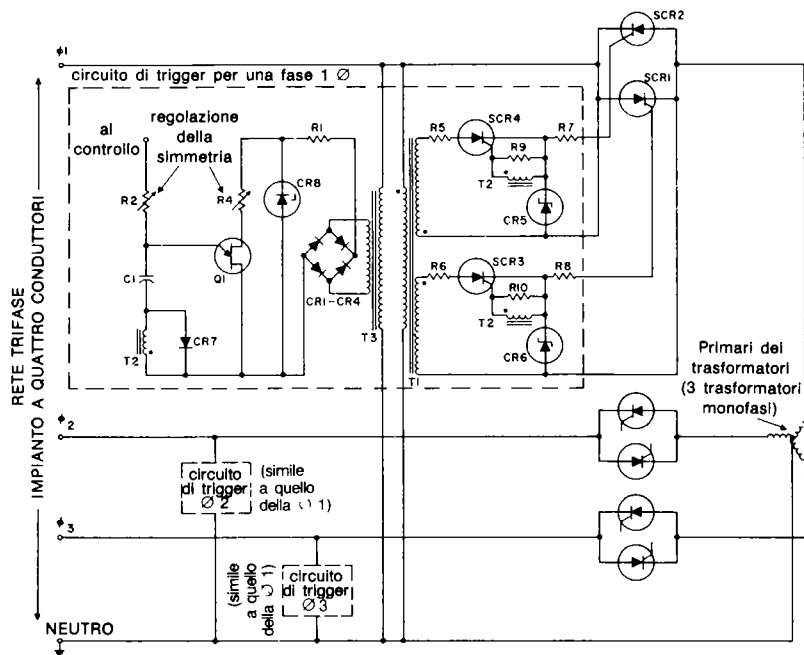 SCR2
ϕ1
circuito di trigger per una fase 1 Ø
SCR1
al
controllo
regolazione
della
simmetria
R1
R5
SCR4
R7
R9
T2
CR5
R2
R4
CR8
C1
Q1
CR1-CR4
T3
R6
SCR3
R8
R10
T2
CR6
CR7
T2
T1
RETE TRIFASE
IMPIANTO A QUATTRO CONDUTTORI
Primari dei
trasformatori
(3 trasformatori
monofasi)
ϕ2
circuito
di trigger
Ø 2
(simile
a quello
della Ø 1)
ϕ3
(simile
a quello
della Ø 1)
circuito
di trigger
Ø 3
NEUTRO